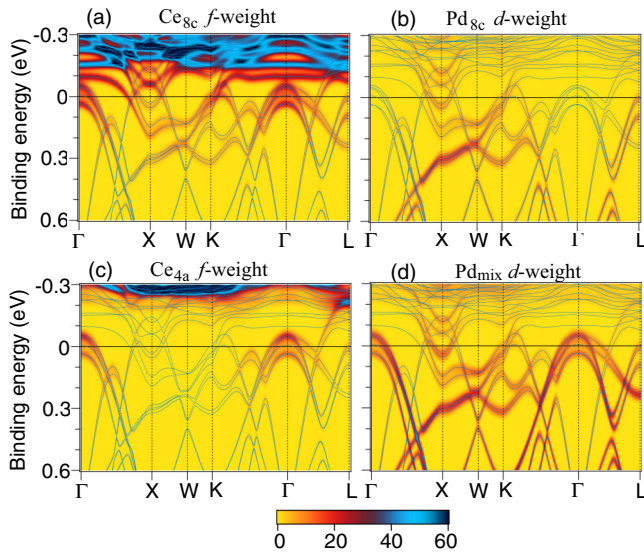 (a) Ce8c f-weight
(b) Pd8c d-weight
Binding energy (eV)
-0.3
0
0.3
0.6
Γ X W K Γ L
Γ X W K Γ L
(c) Ce4a f-weight
(d) Pdmix d-weight
Binding energy (eV)
-0.3
0
0.3
0.6
Γ X W K Γ L
Γ X W K Γ L
0 20 40 60